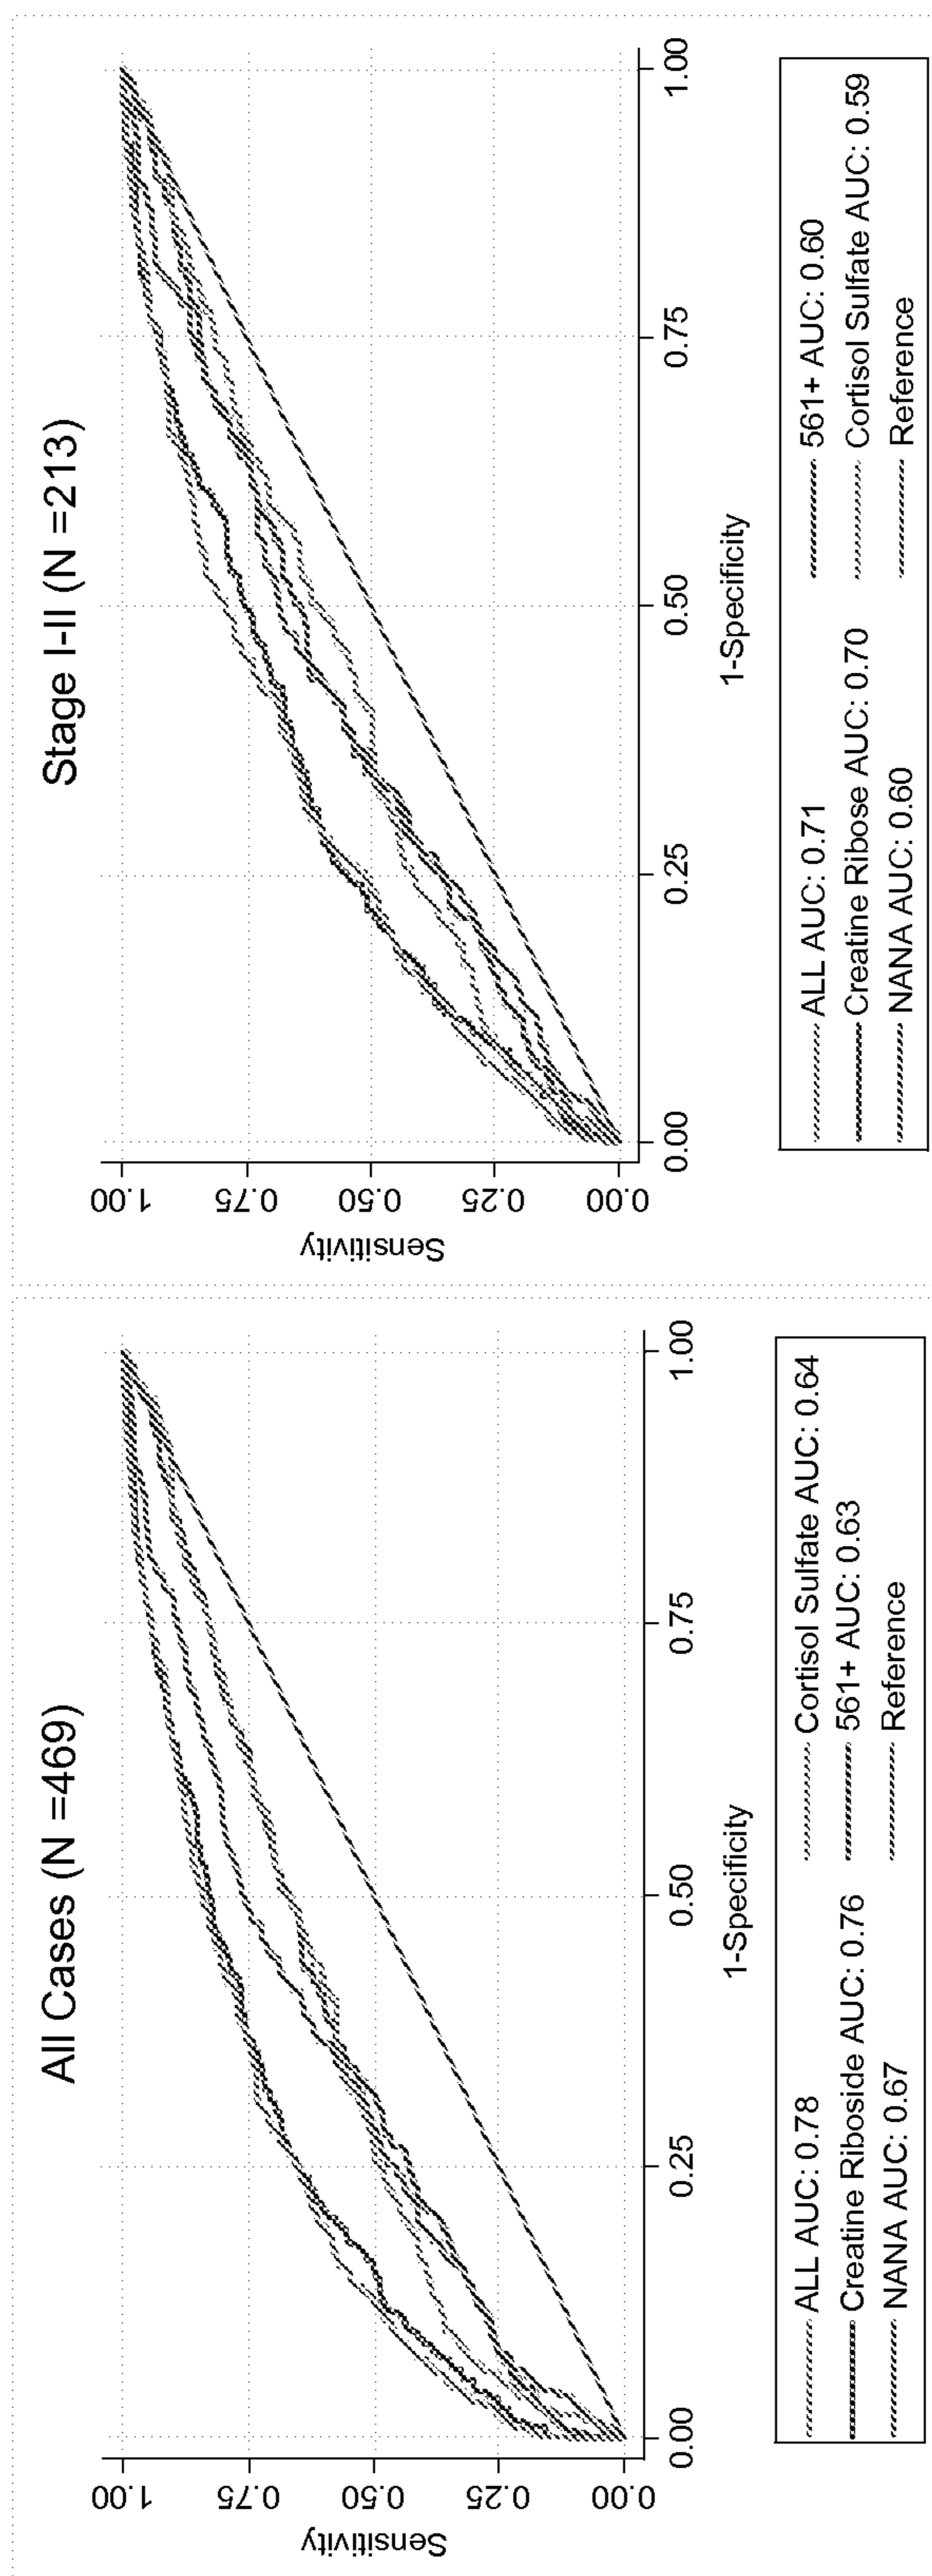 All Cases (N =469)
Sensitivity
1.00
0.75
0.50
0.25
0.00
0.00 0.25 0.50 0.75 1.00
1-Specificity
ALL AUC: 0.78 Cortisol Sulfate AUC: 0.64
Creatine Riboside AUC: 0.76 561+ AUC: 0.63
NANA AUC: 0.67 Reference
Stage I-II (N =213)
Sensitivity
1.00
0.75
0.50
0.25
0.00
0.00 0.25 0.50 0.75 1.00
1-Specificity
ALL AUC: 0.71 561+ AUC: 0.60
Creatine Ribose AUC: 0.70 Cortisol Sulfate AUC: 0.59
NANA AUC: 0.60 Reference